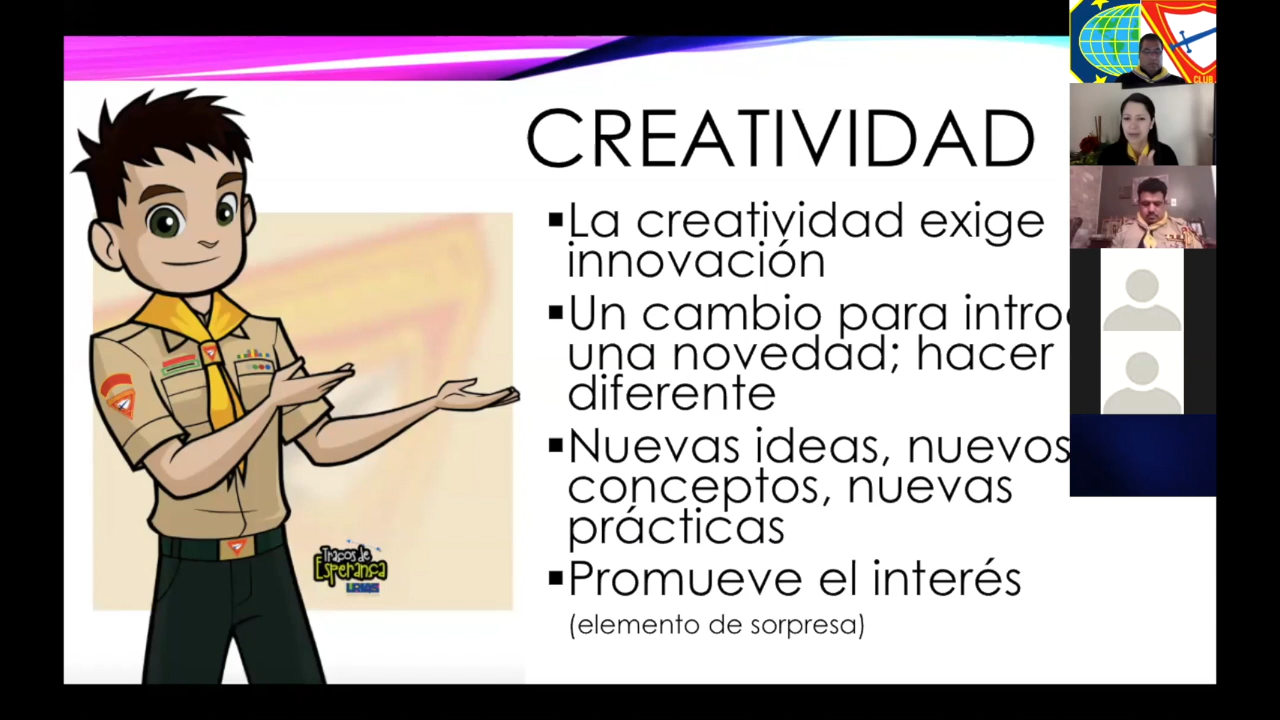 CREATIVIDAD
▪La creatividad exige
innovación
▪Un cambio para
una novedad; hacer
diferente
▪Nuevas ideas, nuevos
conceptos, nuevas
prácticas
▪Promueve el interés
(elemento de sorpresa)
Traços de
Esperança
CLUB